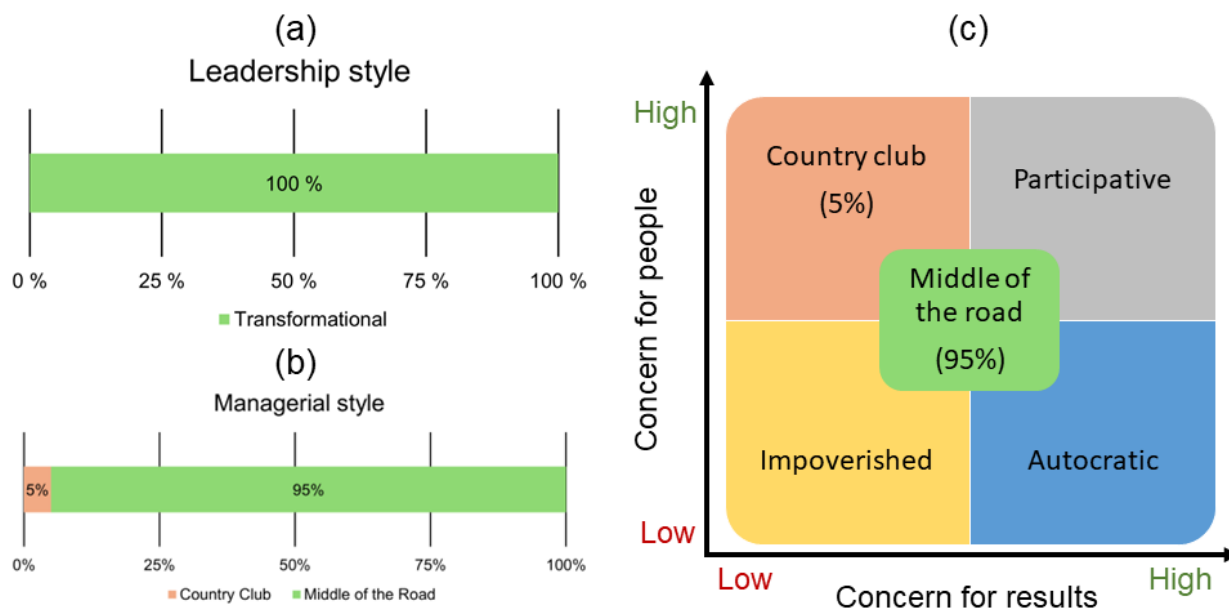 (a)
Leadership style
100 %
0 %
25 %
50 %
75 %
100 %
Transformational
(b)
Managerial style
5%
95%
0%
25%
50%
75%
100%
Country Club
Middle of the Road
(c)
High
Concern for people
Low
Country club
(5%)
Participative
Middle of
the road
(95%)
Impoverished
Autocratic
Low
Concern for results
High